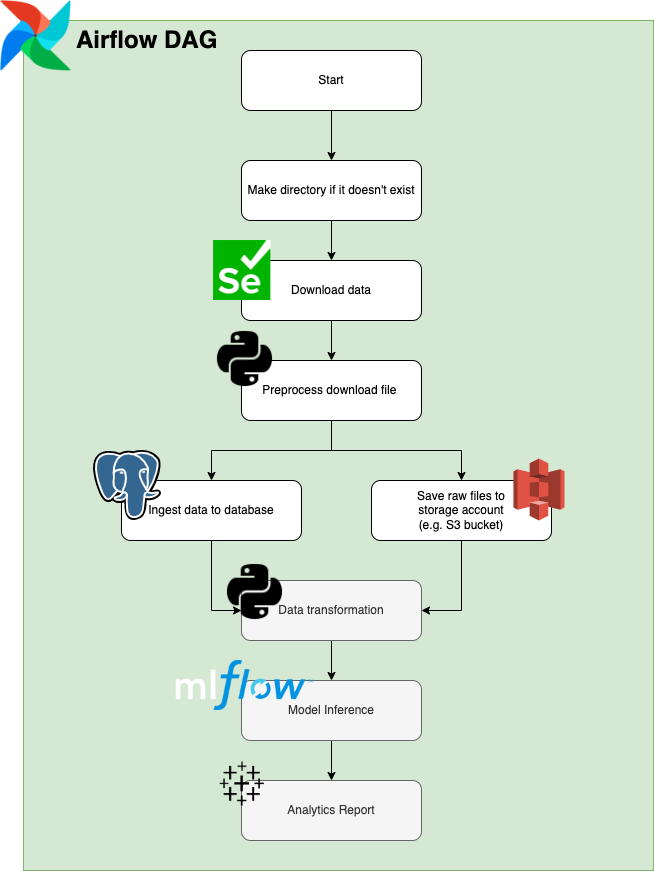 Airflow DAG
Start
Make directory if it doesn't exist
Se
Download data
Preprocess download file
Ingest data to database
Save raw files to
storage account
(e.g. S3 bucket)
Data transformation
mlflow
Model Inference
Analytics Report